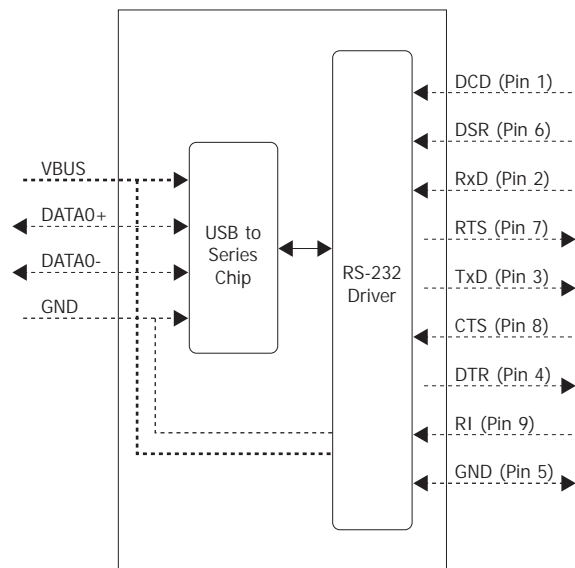 VBUS
DATA0+
DATA0-
GND
USB to
Series
Chip
RS-232
Driver
DCD (Pin 1)
DSR (Pin 6)
RxD (Pin 2)
RTS (Pin 7)
TxD (Pin 3)
CTS (Pin 8)
DTR (Pin 4)
RI (Pin 9)
GND (Pin 5)